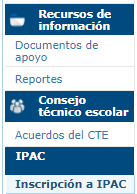 Recursos de
información
Documentos de
apoyo
Reportes
Consejo
técnico escolar
Acuerdos del CTE
IPAC
Inscripción a IPAC